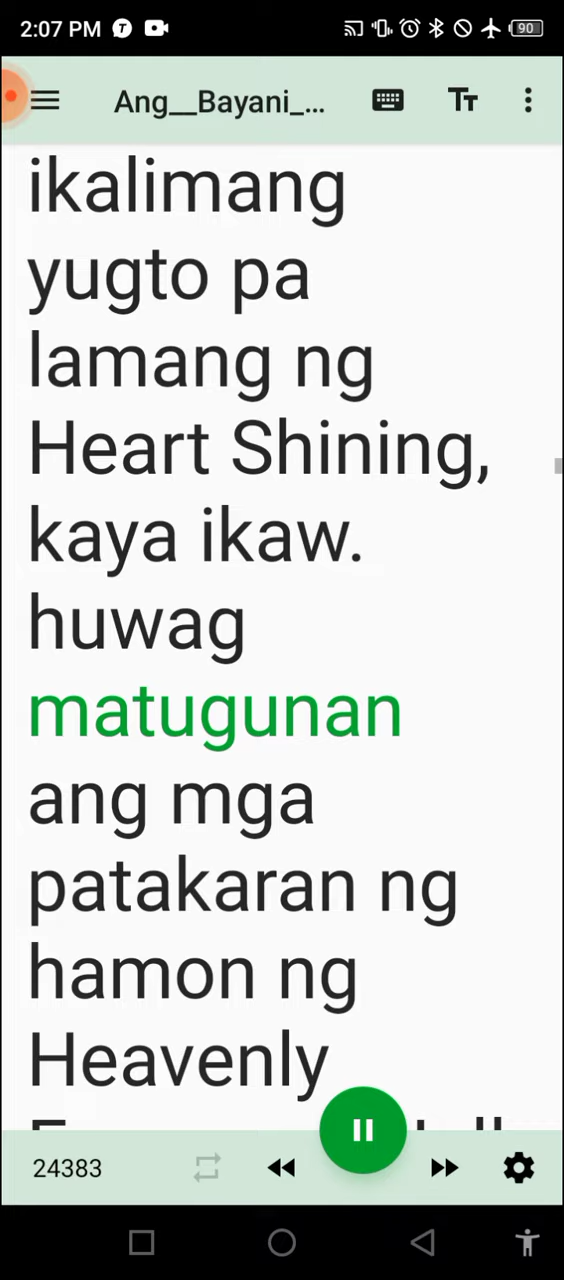 2:07 PM
90
Ang__Bayani_...
ikalimang
yugto pa
lamang ng
Heart Shining,
kaya ikaw.
huwag
matugunan
ang mga
patakaran ng
hamon ng
Heavenly
24383